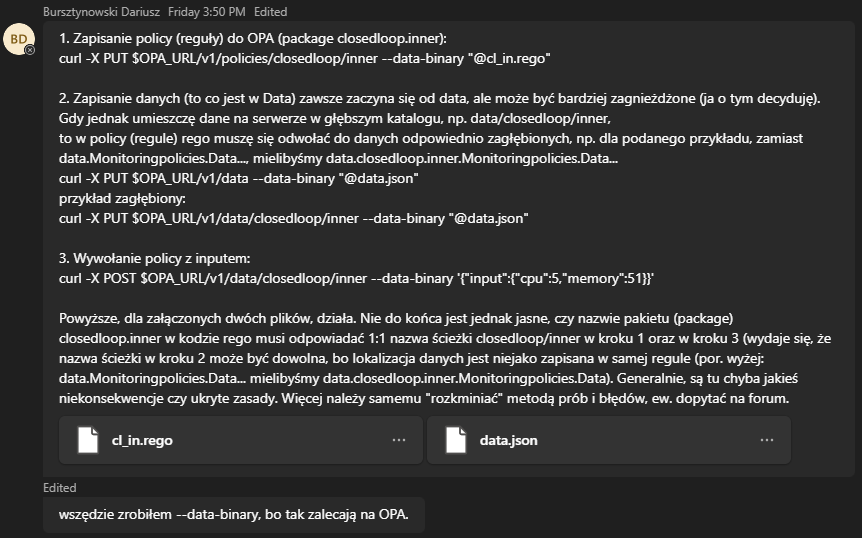 Bursztynowski Dariusz Friday 3:50 PM Edited
BD
1. Zapisanie policy (reguły) do OPA (package closedloop.inner):
curl -X PUT $OPA_URL/v1/policies/closedloop/inner --data-binary "@cl_in.rego"
2. Zapisanie danych (to co jest w Data) zawsze zaczyna się od data, ale może być bardziej zagnieżdżone (ja o tym decyduję).
Gdy jednak umieszczę dane na serwerze w głębszym katalogu, np. data/closedloop/inner,
to w policy (regule) rego muszę się odwołać do danych odpowiednio zagłębionych, np. dla podanego przykładu, zamiast
data.Monitoringpolicies.Data..., mielibyśmy data.closedloop.inner.Monitoringpolicies.Data...
curl -X PUT $OPA_URL/v1/data --data-binary "@data.json"
przykład zagłębiony:
curl -X PUT $OPA_URL/v1/data/closedloop/inner --data-binary "@data.json"
3. Wywołanie policy z inputem:
curl -X POST $OPA_URL/v1/data/closedloop/inner --data-binary '{"input":{"cpu":5,"memory":51}}'
Powyższe, dla załączonych dwóch plików, działa. Nie do końca jest jednak jasne, czy nazwie pakietu (package)
closedloop.inner w kodzie rego musi odpowiadać 1:1 nazwa ścieżki closedloop/inner w kroku 1 oraz w kroku 3 (wydaje się, że
nazwa ścieżki w kroku 2 może być dowolna, bo lokalizacja danych jest niejako zapisana w samej regule (por. wyżej:
data.Monitoringpolicies.Data... mielibyśmy data.closedloop.inner.Monitoringpolicies.Data). Generalnie, są tu chyba jakieś
niekonsekwencje czy ukryte zasady. Więcej należy samemu "rozkminiać" metodą prób i błędów, ew. dopytać na forum.
cl_in.rego ··· data.json ···
Edited
wszędzie zrobiłem --data-binary, bo tak zalecają na OPA.